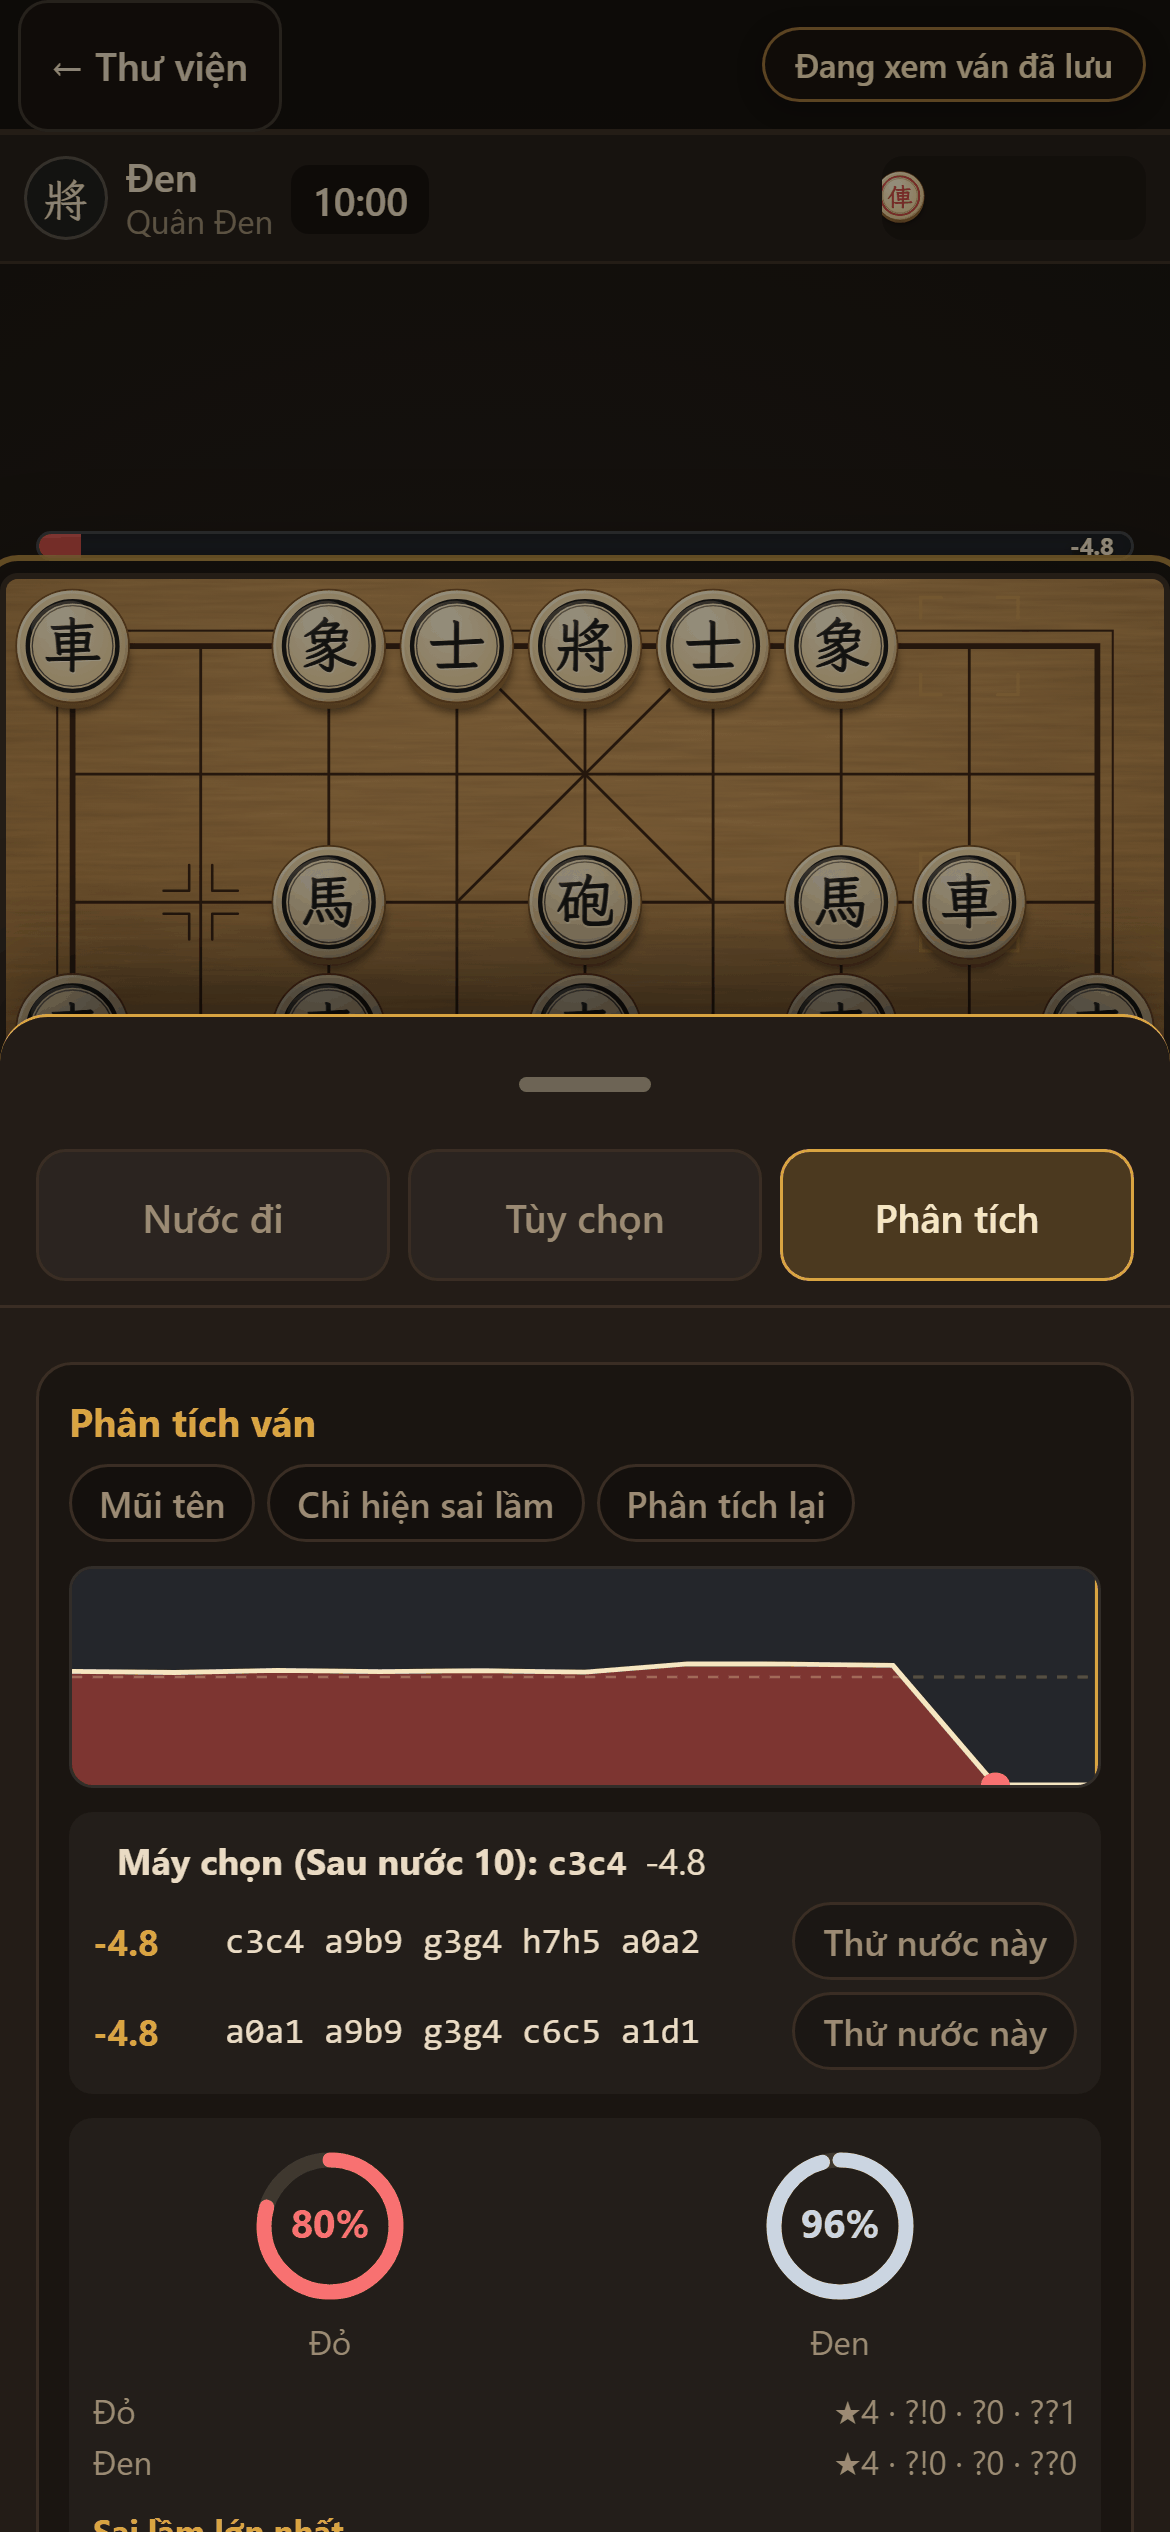 ← Thư viện
Đang xem ván đã lưu
將
Đen
Quân Đen
10:00
俥
-4.8
車 象 士 將 士 象
馬 砲 馬 車
Nước đi
Tùy chọn
Phân tích
Phân tích ván
Mũi tên
Chỉ hiện sai lầm
Phân tích lại
Máy chọn (Sau nước 10): c3c4 -4.8
-4.8 c3c4 a9b9 g3g4 h7h5 a0a2 Thử nước này
-4.8 a0a1 a9b9 g3g4 c6c5 a1d1 Thử nước này
80%
96%
Đỏ
Đen
Đỏ ★4 · ?!0 · ?0 · ??1
Đen ★4 · ?!0 · ?0 · ??0
Sai lầm lớn nhất